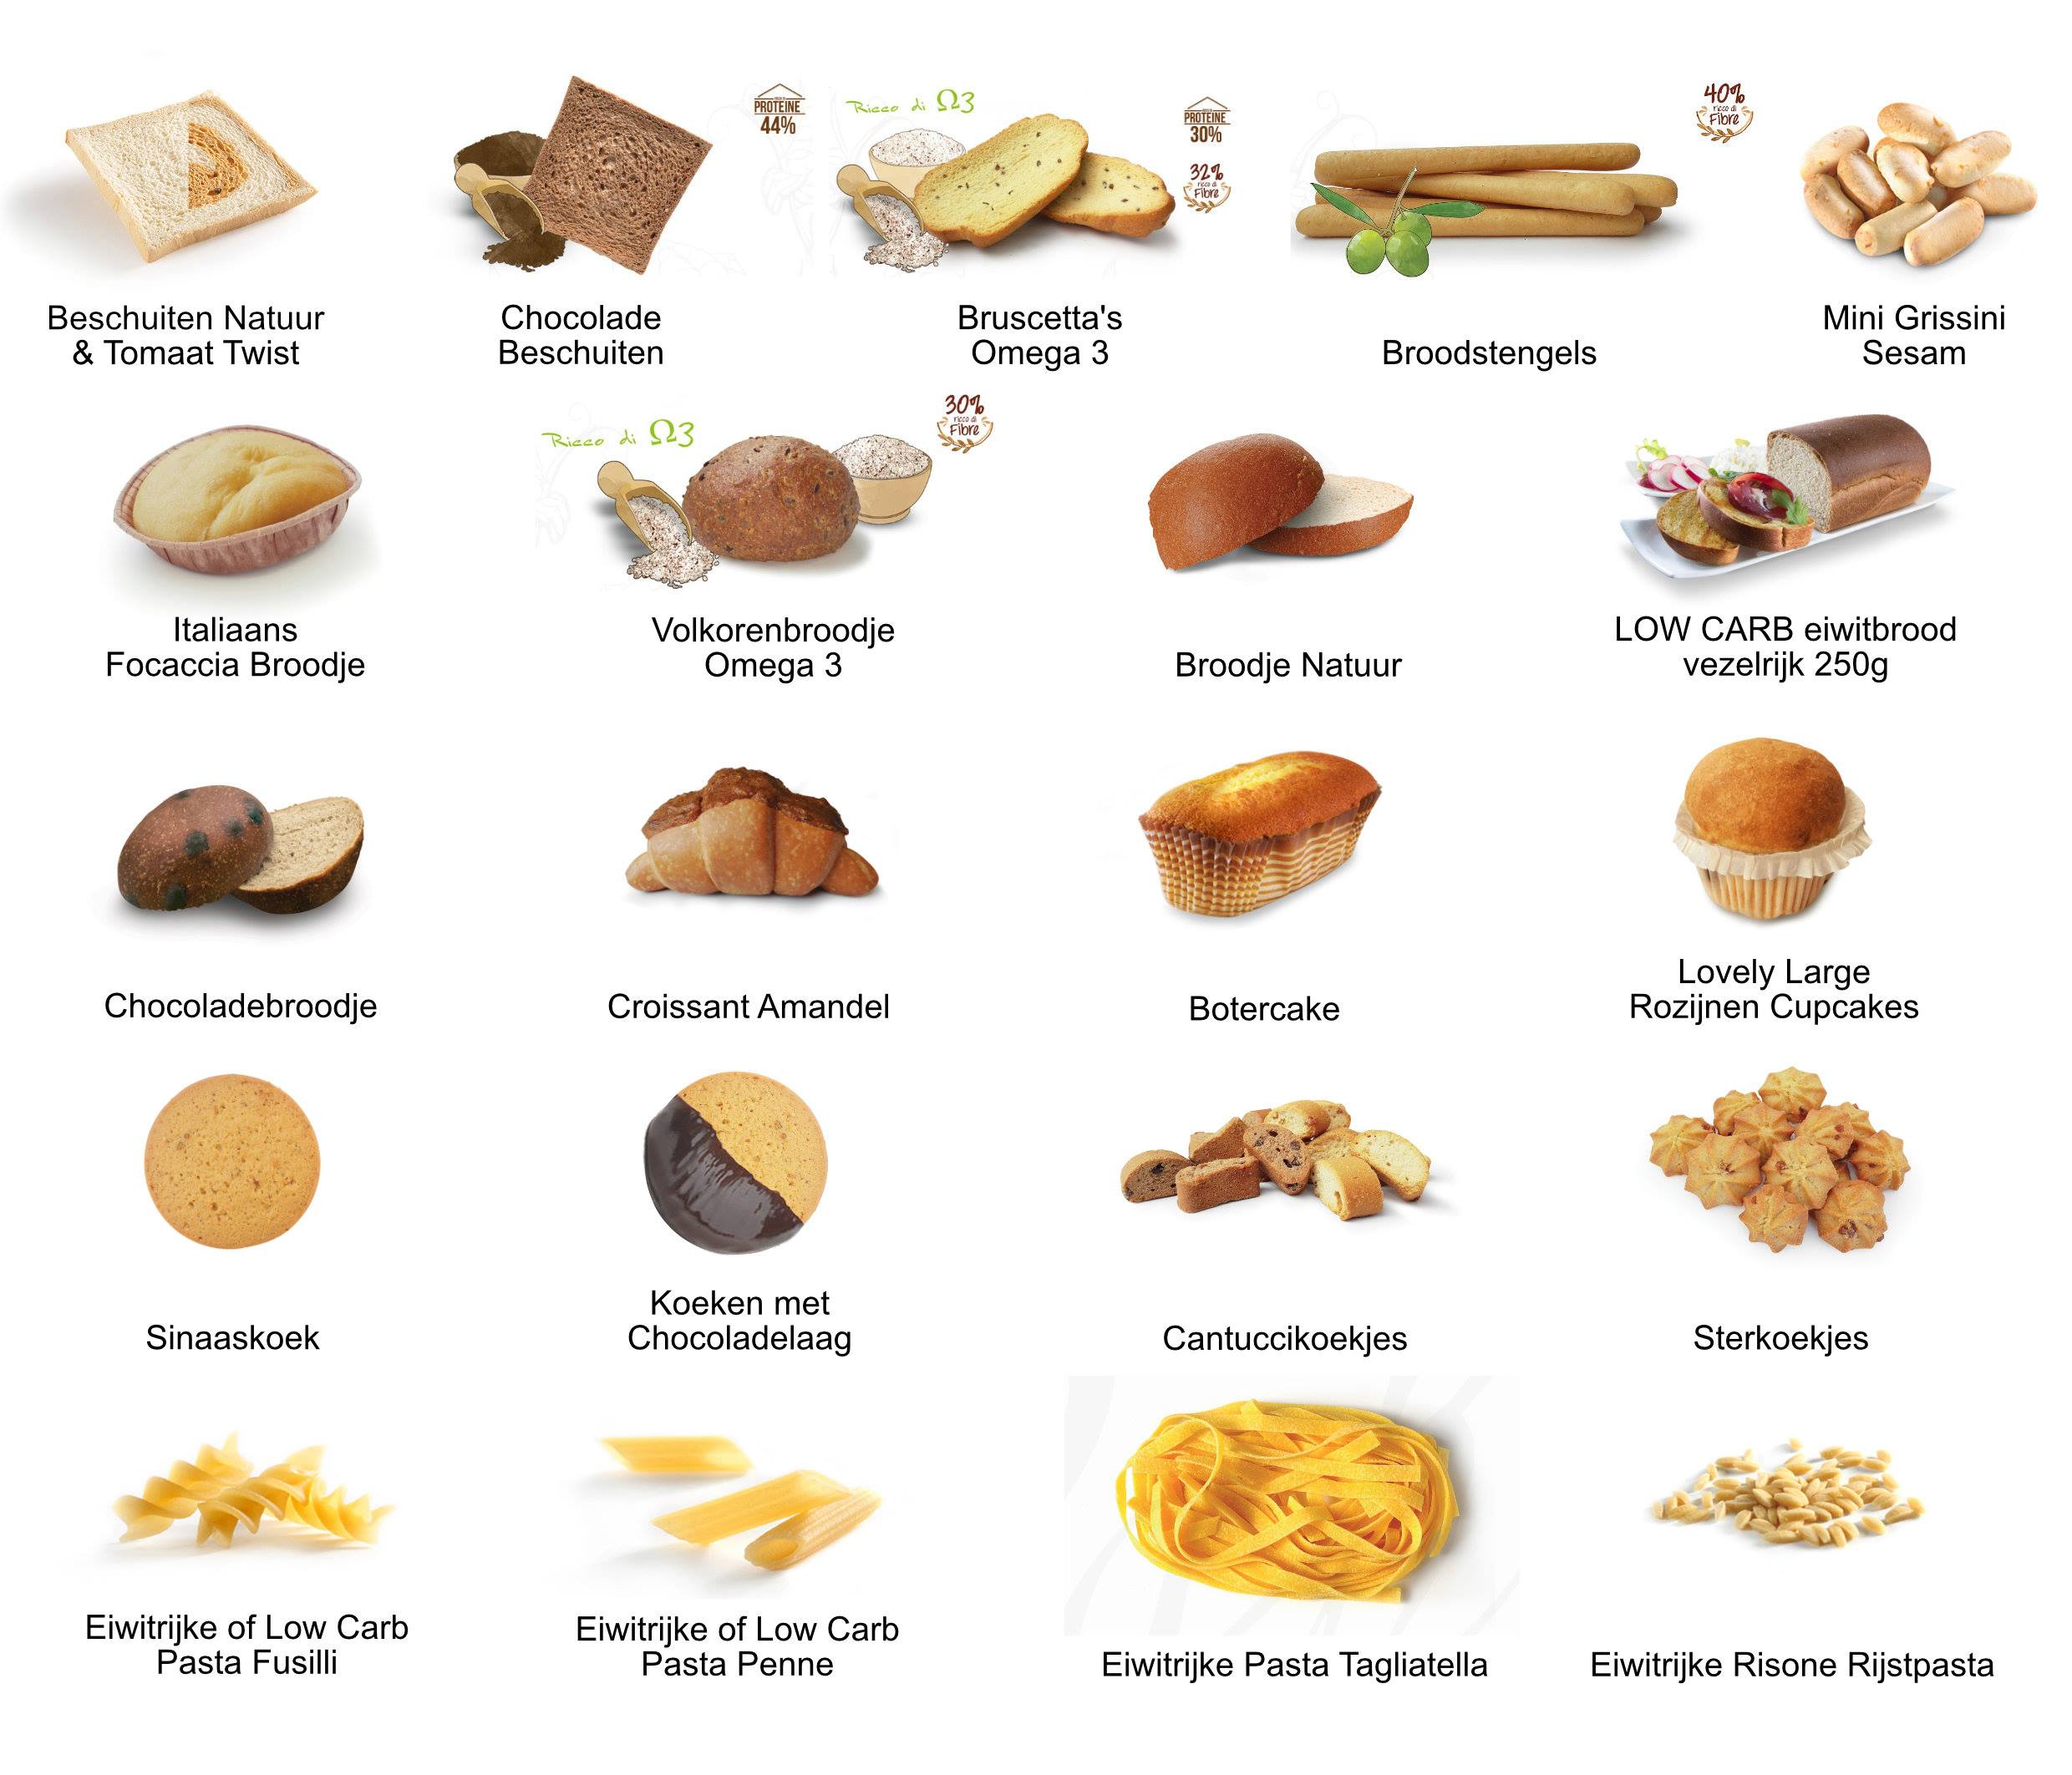 PROTEINE
44%
Ricco di Ω3
PROTEINE
30%
32%
ricco di
Fibre
40%
ricco di
Fibre
Beschuiten Natuur
& Tomaat Twist
Chocolade
Beschuiten
Bruscetta's
Omega 3
Broodstengels
Mini Grissini
Sesam
Ricco di Ω3
30%
ricco di
Fibre
Italiaans
Focaccia Broodje
Volkorenbroodje
Omega 3
Broodje Natuur
LOW CARB eiwitbrood
vezelrijk 250g
Chocoladebroodje
Croissant Amandel
Botercake
Lovely Large
Rozijnen Cupcakes
Sinaaskoek
Koeken met
Chocoladelaag
Cantuccikoekjes
Sterkoekjes
Eiwitrijke of Low Carb
Pasta Fusilli
Eiwitrijke of Low Carb
Pasta Penne
Eiwitrijke Pasta Tagliatella
Eiwitrijke Risone Rijstpasta